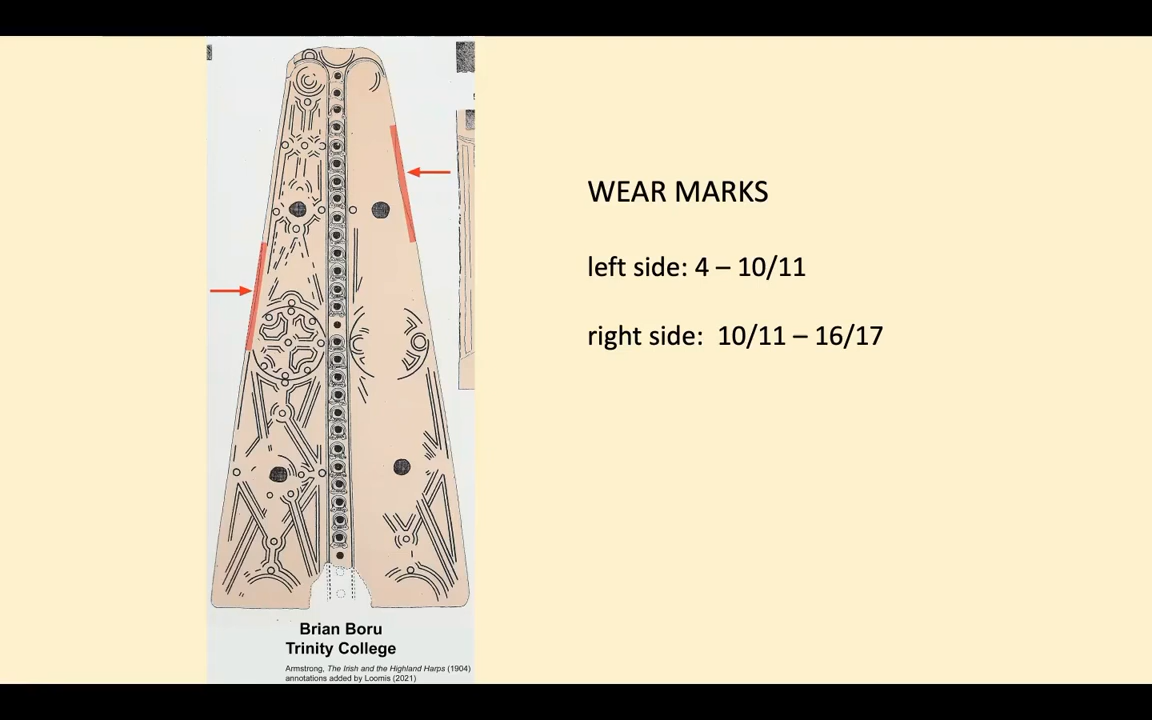 WEAR MARKS
left side: 4 – 10/11
right side:  10/11 – 16/17
Brian Boru
Trinity College
Armstrong, The Irish and the Highland Harps (1904)
annotations added by Loomis (2021)